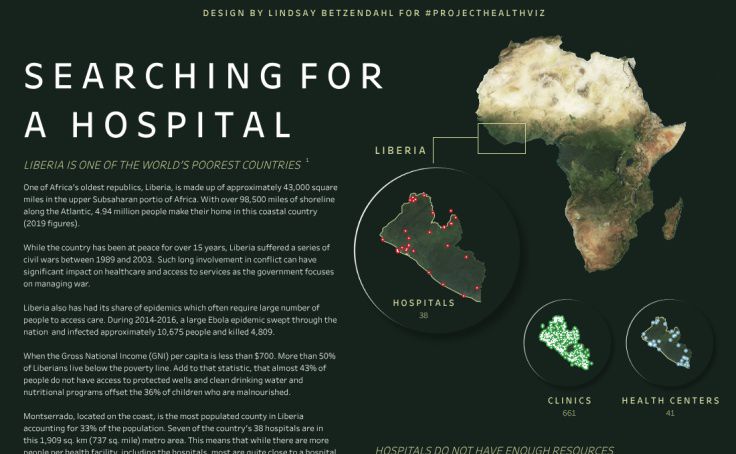 DESIGN BY LINDSAY BETZENDAHL FOR #PROJECTHEALTHVIZ
SEARCHING FOR
A HOSPITAL
LIBERIA IS ONE OF THE WORLD'S POOREST COUNTRIES 1
One of Africa's oldest republics, Liberia, is made up of approximately 43,000 square
miles in the upper Subsaharan portio of Africa. With over 98,500 miles of shoreline
along the Atlantic, 4.94 million people make their home in this coastal country
(2019 figures).
While the country has been at peace for over 15 years, Liberia suffered a series of
civil wars between 1989 and 2003. Such long involvement in conflict can have
significant impact on healthcare and access to services as the government focuses
on managing war.
Liberia also has had its share of epidemics which often require large number of
people to access care. During 2014-2016, a large Ebola epidemic swept through the
nation and infected approximately 10,675 people and killed 4,809.
When the Gross National Income (GNI) per capita is less than $700. More than 50%
of Liberians live below the poverty line. Add to that statistic, that almost 43% of
people do not have access to protected wells and clean drinking water and
nutritional programs offset the 36% of children who are malnourished.
Montserrado, located on the coast, is the most populated county in Liberia
accounting for 33% of the population. Seven of the country's 38 hospitals are in
this 1,909 sq. km (737 sq. mile) metro area. This means that while there are more
people per health facility, including the hospitals, most are quite close to a hospital
LIBERIA
HOSPITALS
38
CLINICS
661
HEALTH CENTERS
41
HOSPITALS DO NOT HAVE ENOUGH RESOURCES